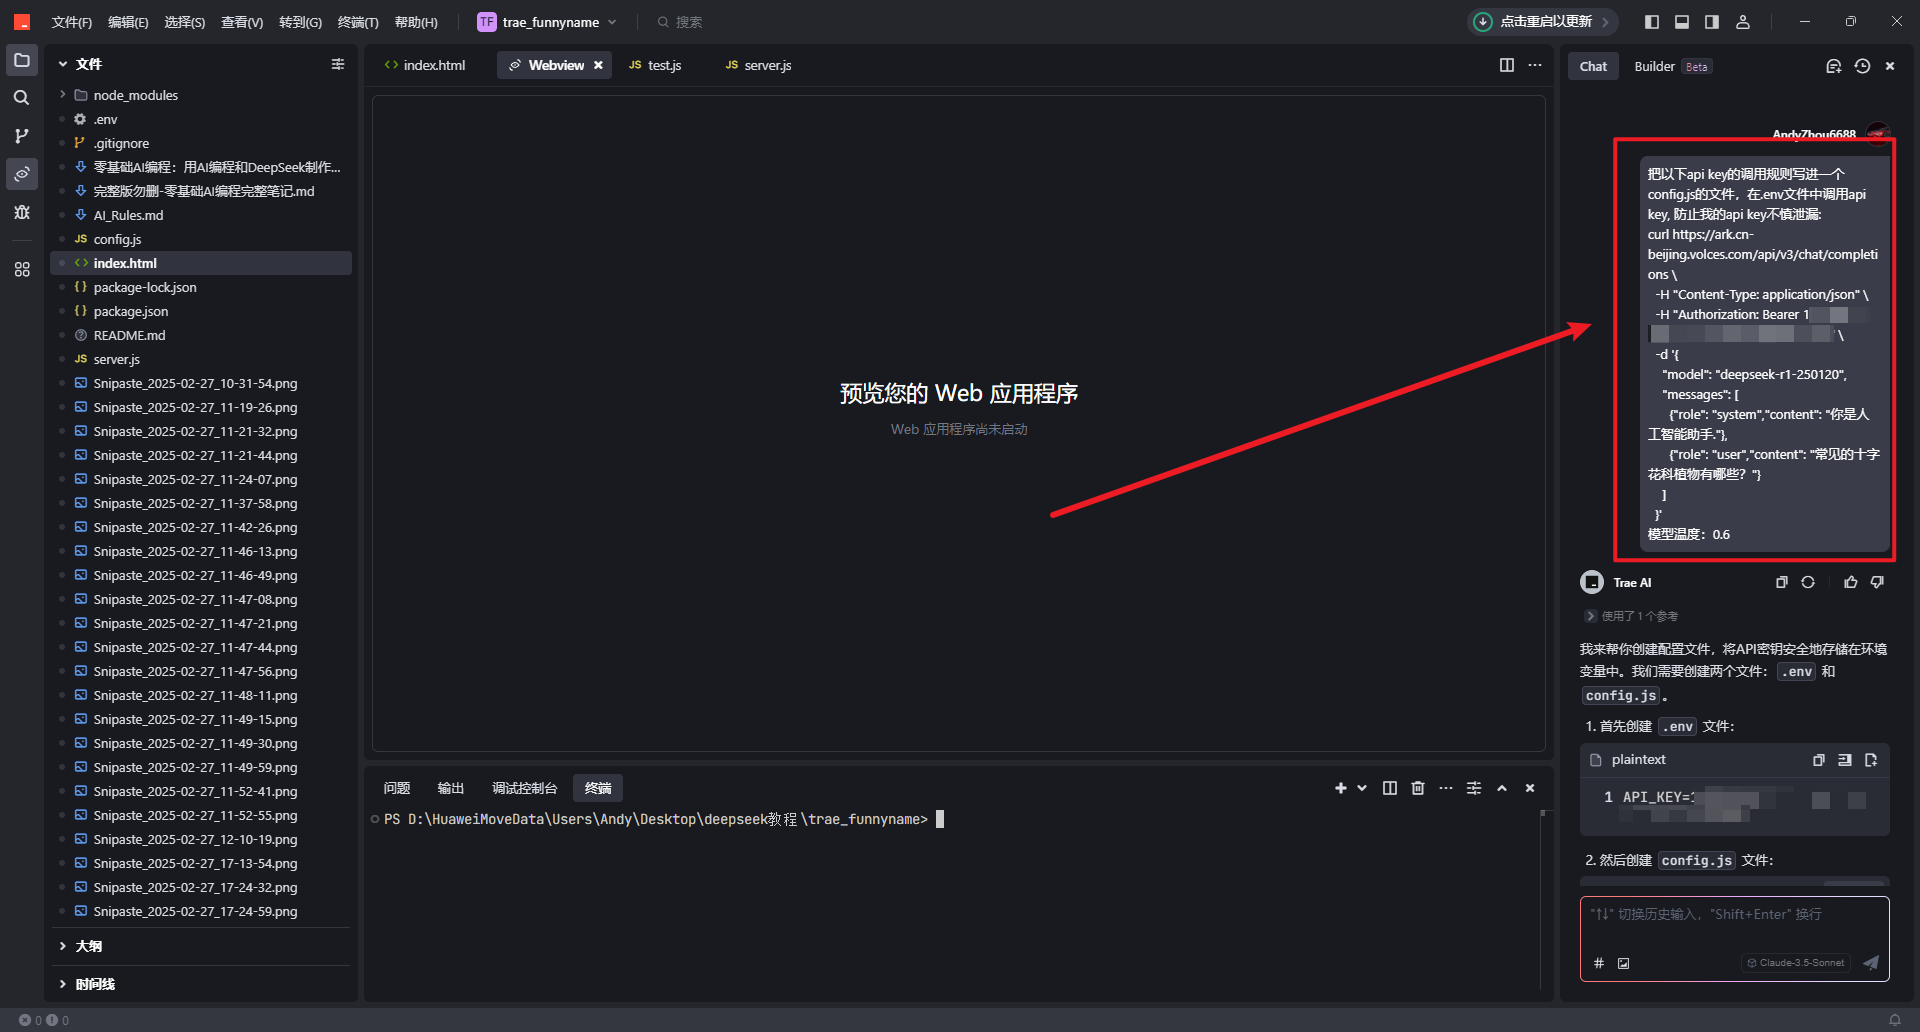 文件(F) 编辑(E) 选择(S) 查看(V) 转到(G) 终端(T) 帮助(H) TF trae_funnyname 搜索 点击重启以更新
文件
node_modules
.env
.gitignore
零基础AI编程：用AI编程和DeepSeek制作...
完整版勿删-零基础AI编程完整笔记.md
AI_Rules.md
JS config.js
index.html
package-lock.json
package.json
README.md
JS server.js
Snipaste_2025-02-27_10-31-54.png
Snipaste_2025-02-27_11-19-26.png
Snipaste_2025-02-27_11-21-32.png
Snipaste_2025-02-27_11-21-44.png
Snipaste_2025-02-27_11-24-07.png
Snipaste_2025-02-27_11-37-58.png
Snipaste_2025-02-27_11-42-26.png
Snipaste_2025-02-27_11-46-13.png
Snipaste_2025-02-27_11-46-49.png
Snipaste_2025-02-27_11-47-08.png
Snipaste_2025-02-27_11-47-21.png
Snipaste_2025-02-27_11-47-44.png
Snipaste_2025-02-27_11-47-56.png
Snipaste_2025-02-27_11-48-11.png
Snipaste_2025-02-27_11-49-15.png
Snipaste_2025-02-27_11-49-30.png
Snipaste_2025-02-27_11-49-59.png
Snipaste_2025-02-27_11-52-41.png
Snipaste_2025-02-27_11-52-55.png
Snipaste_2025-02-27_12-10-19.png
Snipaste_2025-02-27_17-13-54.png
Snipaste_2025-02-27_17-24-32.png
Snipaste_2025-02-27_17-24-59.png
大纲
时间线
0 0
index.html Webview JS test.js JS server.js
预览您的 Web 应用程序
Web 应用程序尚未启动
问题 输出 调试控制台 终端
PS D:\HuaweiMoveData\Users\Andy\Desktop\deepseek教程\trae_funnyname>
Chat Builder Beta
AndyZhou6688
把以下api key的调用规则写进一个
config.js的文件，在.env文件中调用api
key, 防止我的api key不慎泄漏:
curl https://ark.cn-
beijing.volces.com/api/v3/chat/completi
ons \
-H "Content-Type: application/json" \
-H "Authorization: Bearer 1
\
-d '{
"model": "deepseek-r1-250120",
"messages": [
{"role": "system","content": "你是人
工智能助手."},
{"role": "user","content": "常见的十字
花科植物有哪些？"}
]
}'
模型温度：0.6
Trae AI
使用了 1 个参考
我来帮你创建配置文件，将API密钥安全地存储在环境
变量中。我们需要创建两个文件： .env 和
config.js 。
1. 首先创建 .env 文件:
plaintext
1 API_KEY=1
2. 然后创建 config.js 文件:
"↑↓" 切换历史输入，"Shift+Enter" 换行
# Claude-3.5-Sonnet